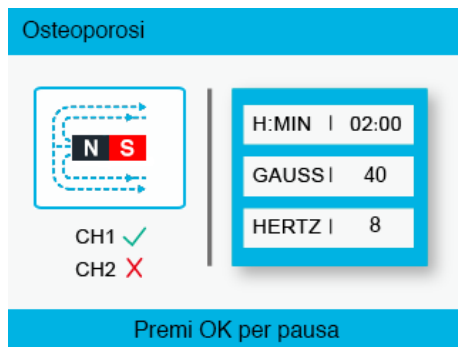 Osteoporosi
N S
CH1 ✓
CH2 X
H:MIN | 02:00
GAUSS | 40
HERTZ | 8
Premi OK per pausa